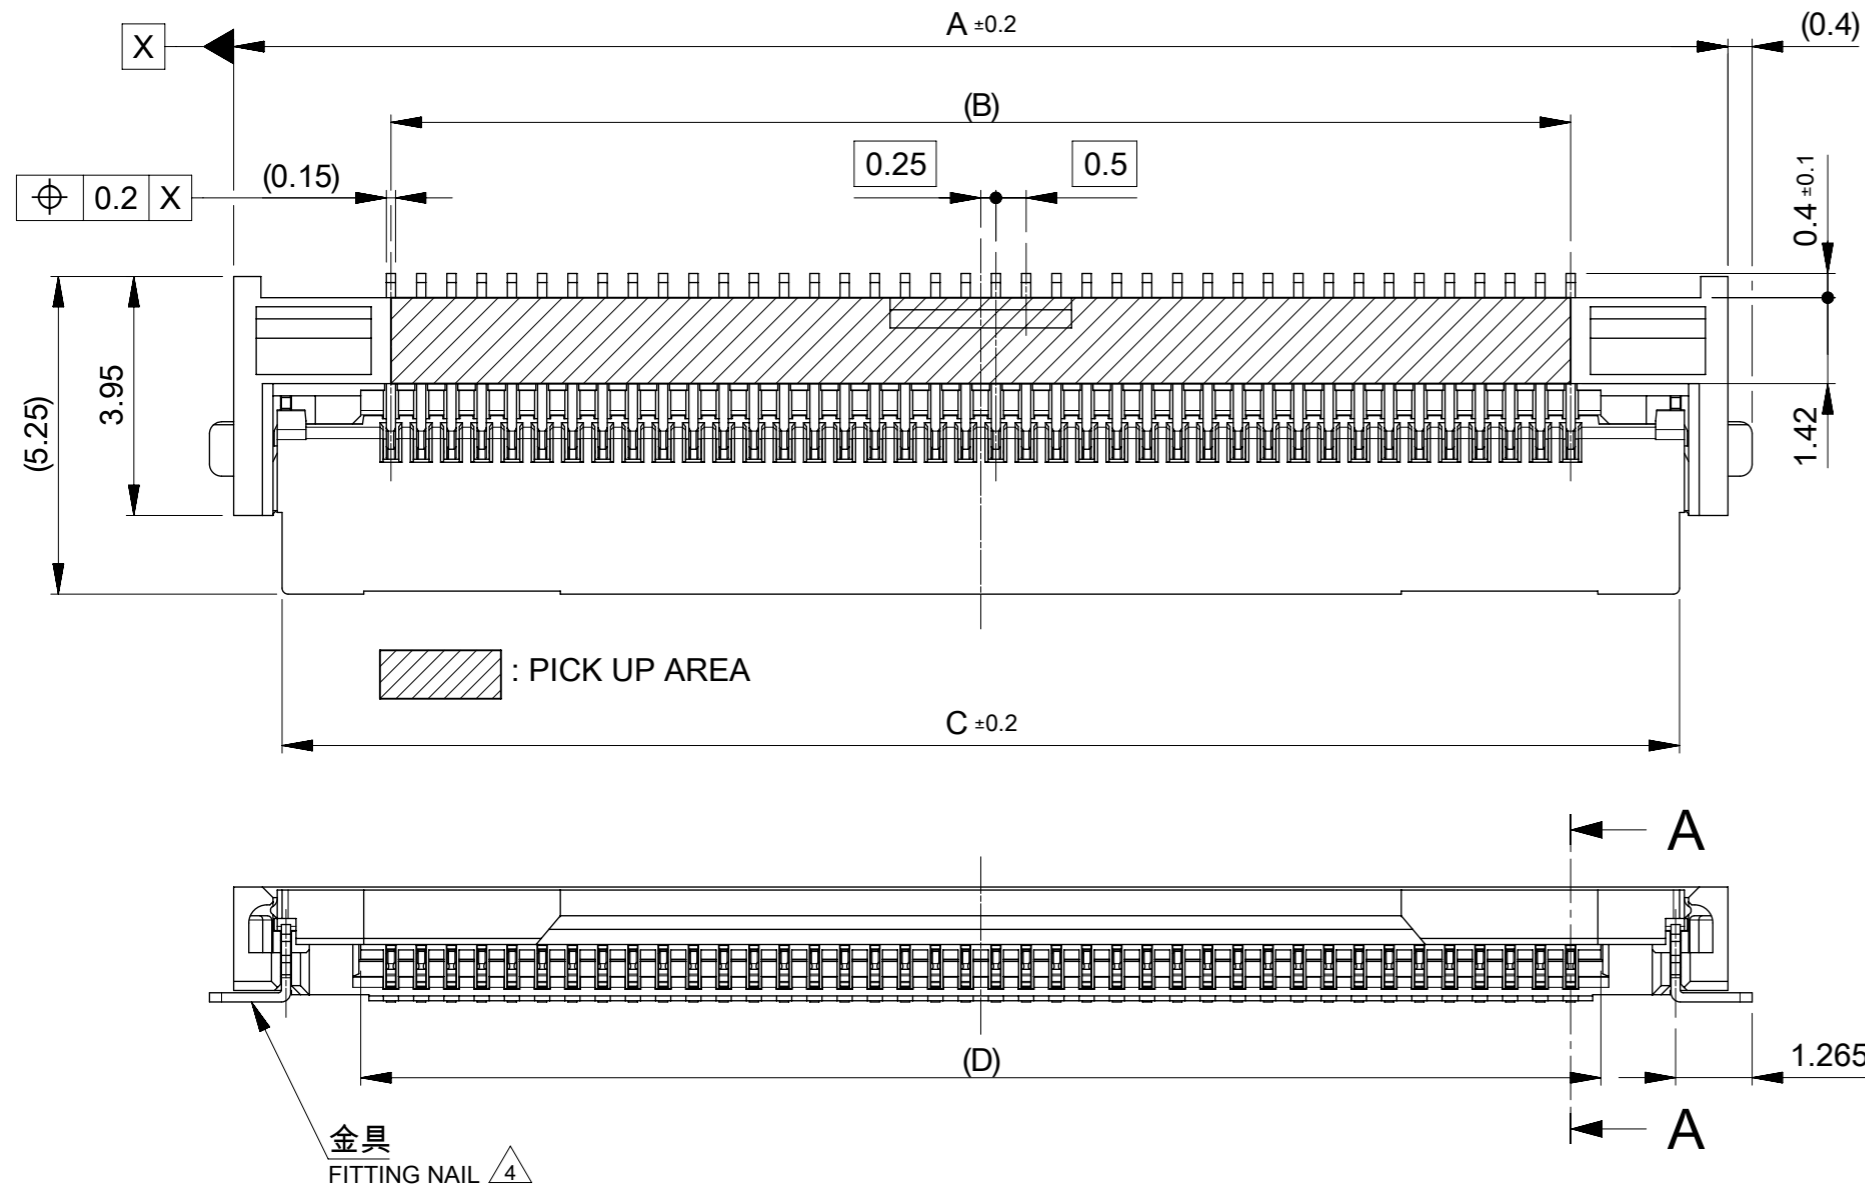 A ±0.2
(0.4)
X
(B)
0.25
0.5
(0.15)
⌖ 0.2 X
0.4 ±0.1
3.95
(5.25)
1.42
: PICK UP AREA
C ±0.2
A
(D)
1.265
A
金具
FITTING NAIL 4